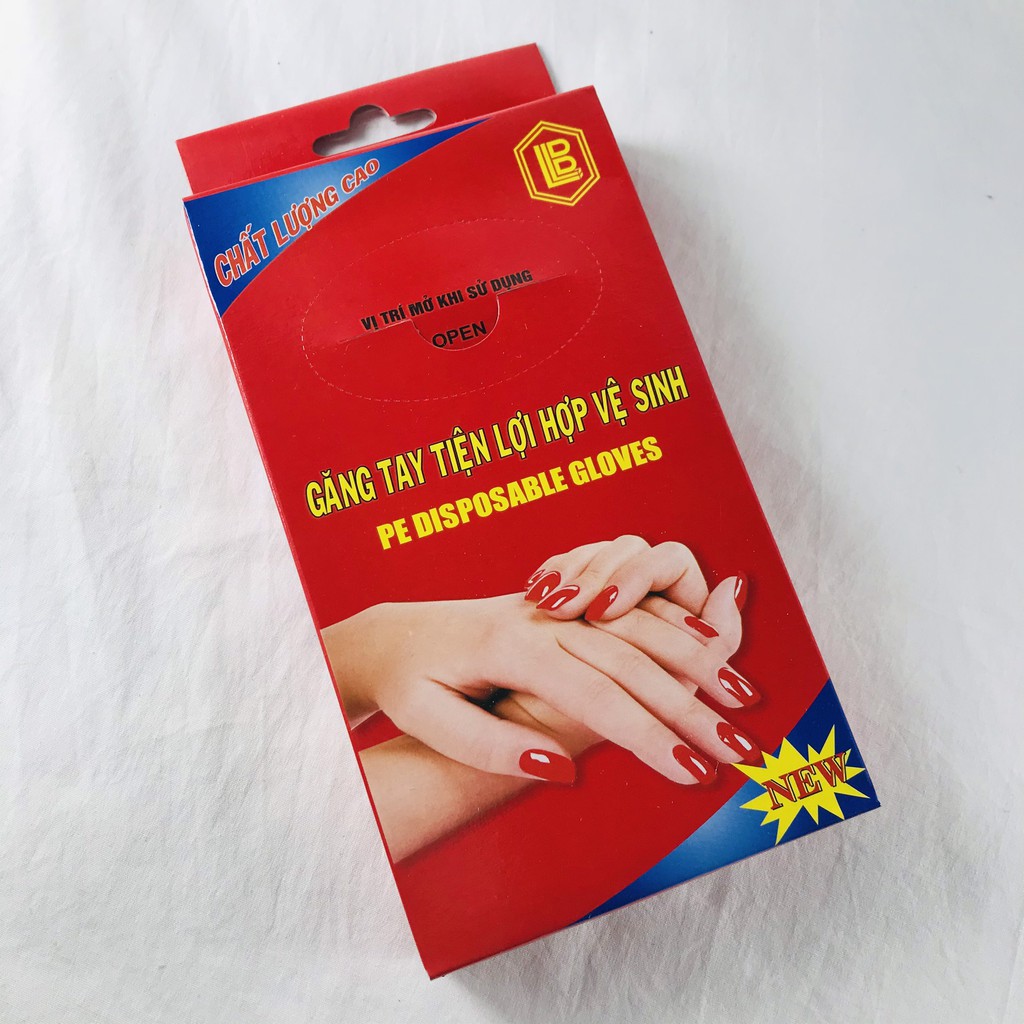 CHẤT LƯỢNG CAO
VỊ TRÍ MỞ KHI SỬ DỤNG
OPEN
GĂNG TAY TIỆN LỢI HỢP VỆ SINH
PE DISPOSABLE GLOVES
NEW